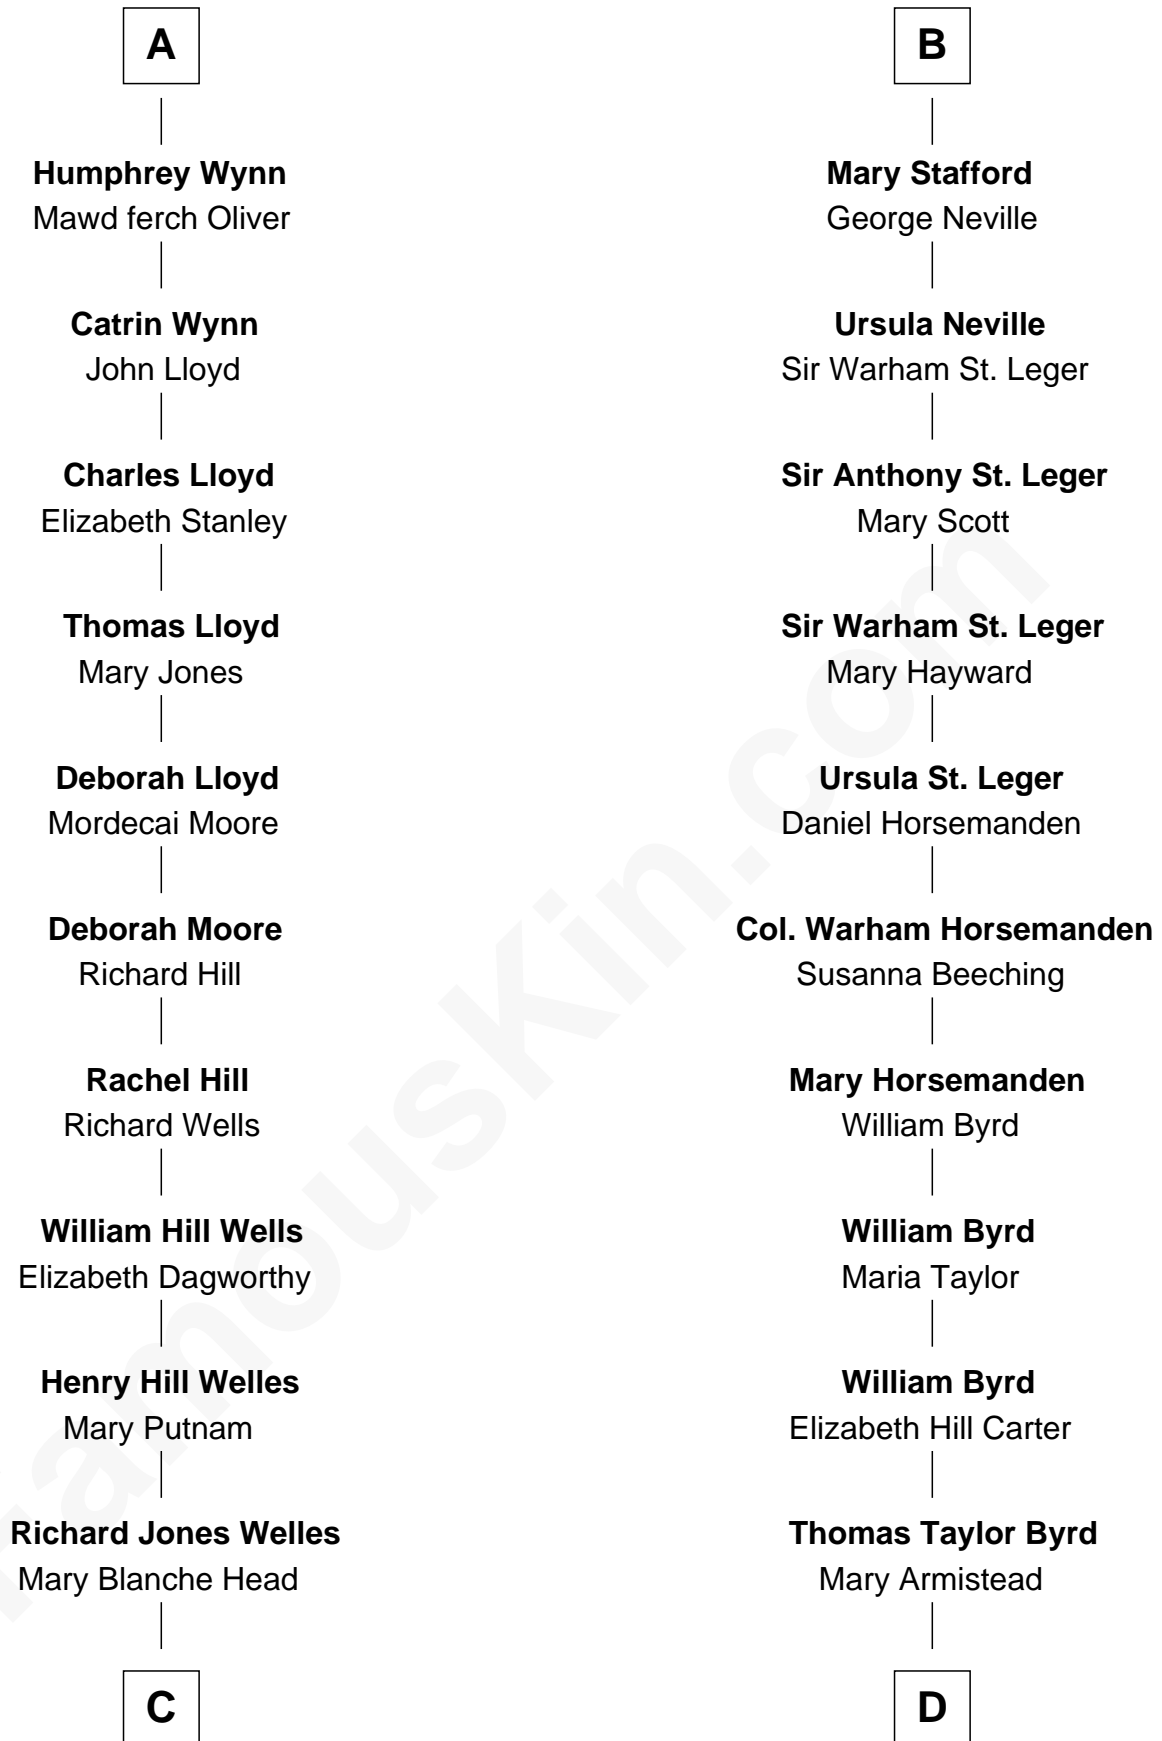 A
Humphrey Wynn
Mawd ferch Oliver
Catrin Wynn
John Lloyd
Charles Lloyd
Elizabeth Stanley
Thomas Lloyd
Mary Jones
Deborah Lloyd
Mordecai Moore
Deborah Moore
Richard Hill
Rachel Hill
Richard Wells
William Hill Wells
Elizabeth Dagworthy
Henry Hill Welles
Mary Putnam
Richard Jones Welles
Mary Blanche Head
C
B
Mary Stafford
George Neville
Ursula Neville
Sir Warham St. Leger
Sir Anthony St. Leger
Mary Scott
Sir Warham St. Leger
Mary Hayward
Ursula St. Leger
Daniel Horsemanden
Col. Warham Horsemanden
Susanna Beeching
Mary Horsemanden
William Byrd
William Byrd
Maria Taylor
William Byrd
Elizabeth Hill Carter
Thomas Taylor Byrd
Mary Armistead
D
FamousKin.com